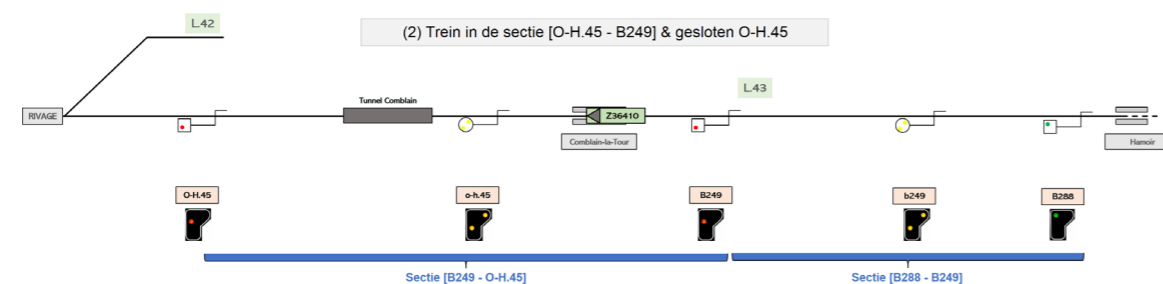 L.42
(2) Trein in de sectie [O-H.45 - B249] & gesloten O-H.45
L.43
Tunnel Comblain
RIVAGE
Z36410
Comblain-la-Tour
Hamoir
O-H.45
o-h.45
B249
b249
B288
Sectie [B249 - O-H.45]
Sectie [B288 - B249]